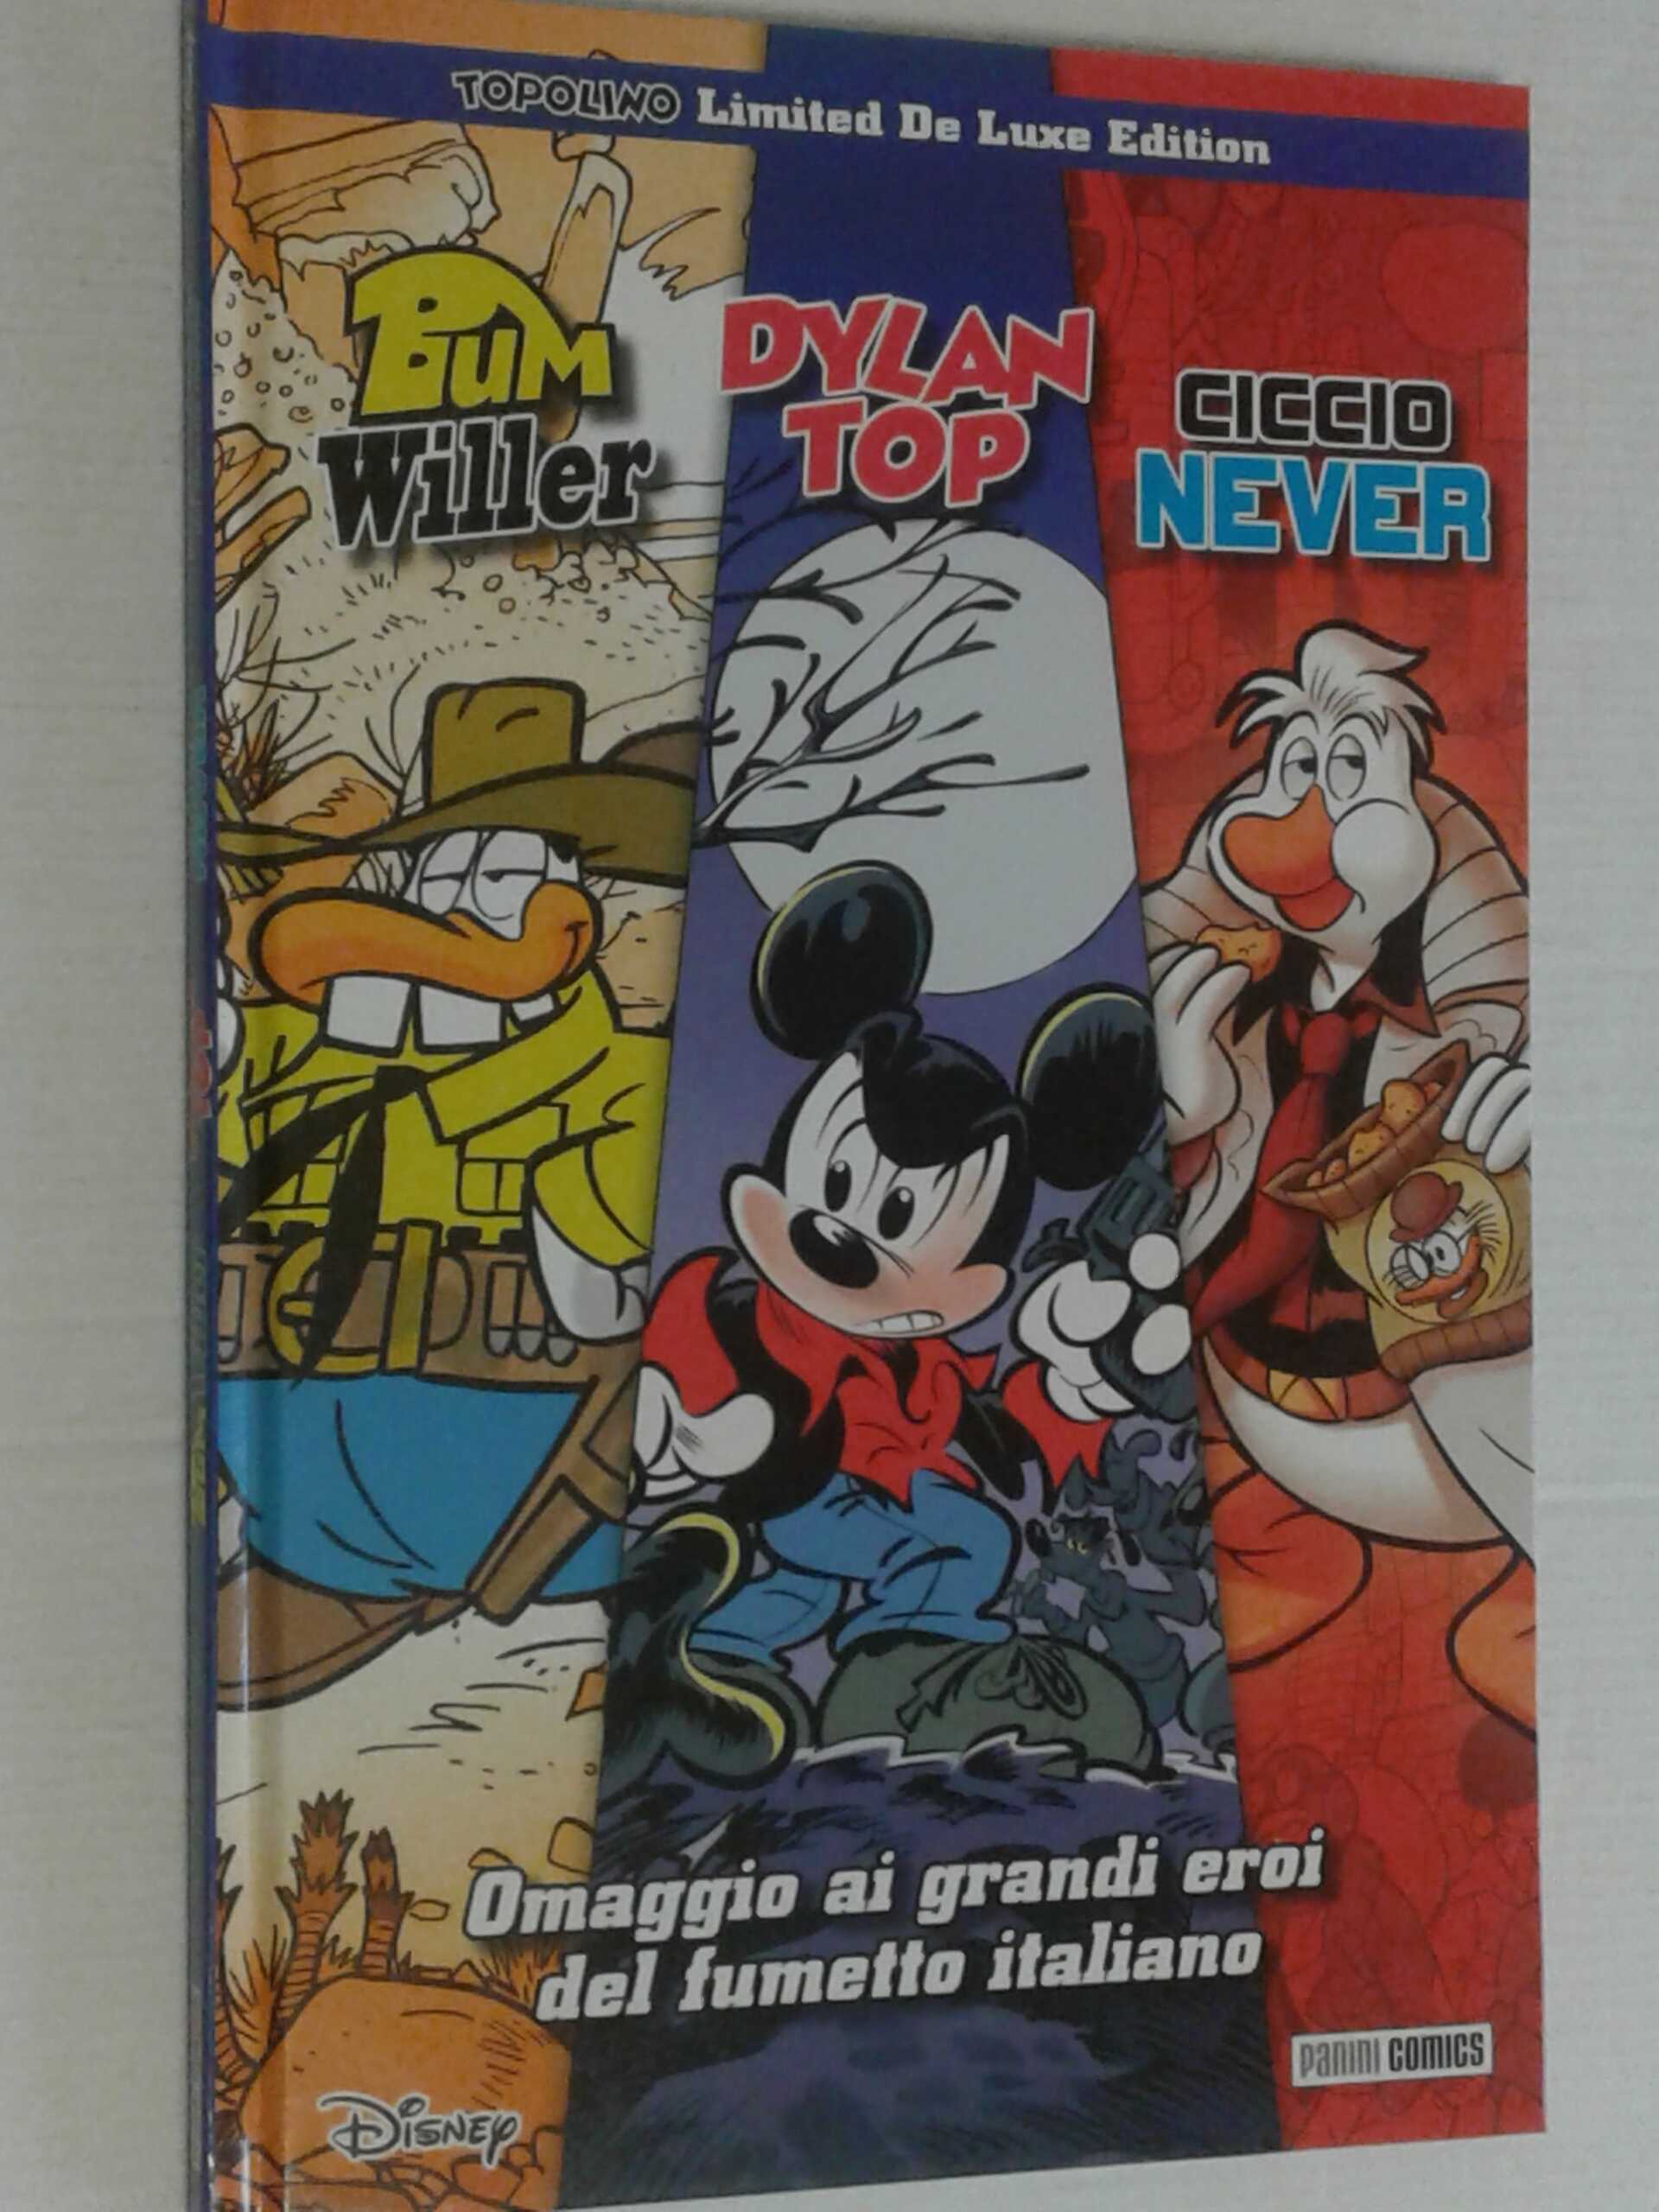 TOPOLINO Limited De Luxe Edition
BUM
Willer
DYLAN
TOP
CICCIO
NEVER
Omaggio ai grandi eroi
del fumetto italiano
PANINI COMICS
DISNEY